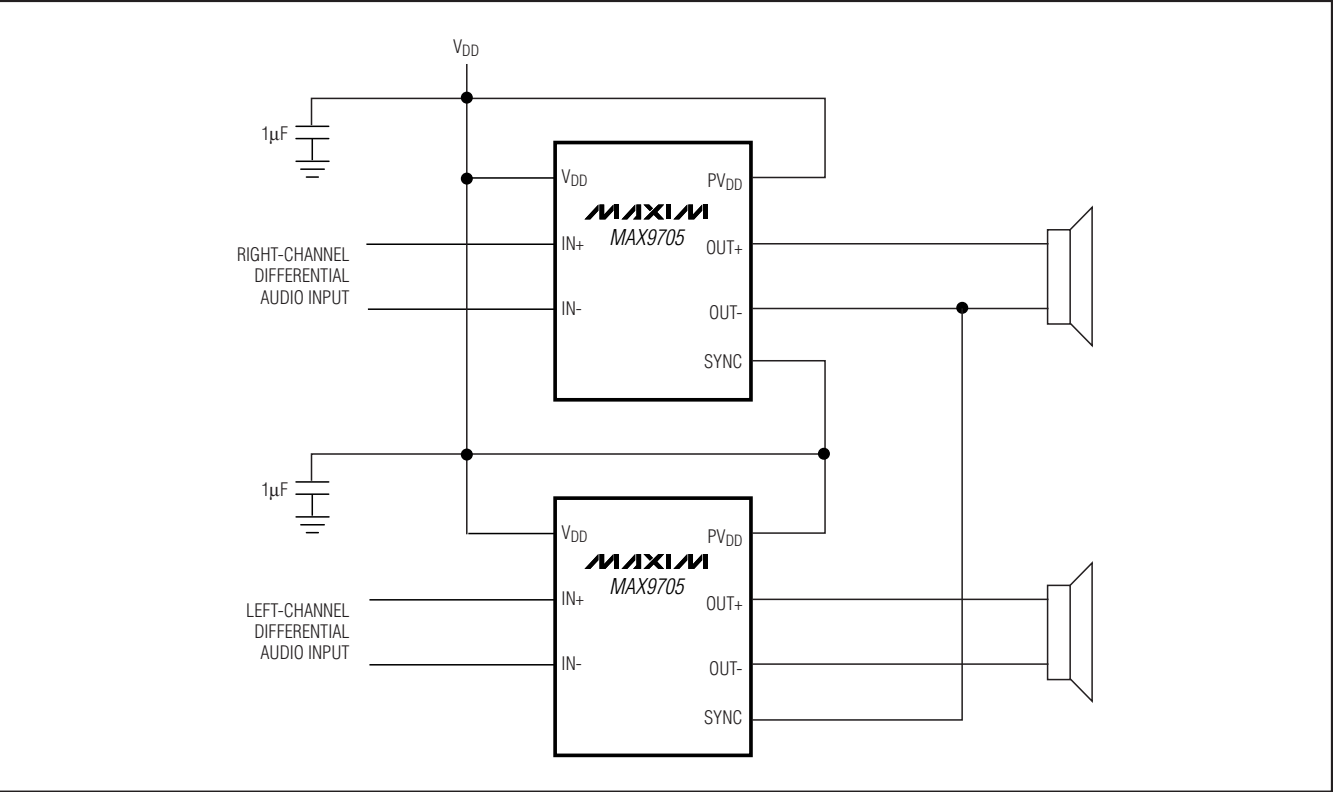 VDD
1µF
VDD
PVDD
MAXIM
MAX9705
IN+
OUT+
RIGHT-CHANNEL
DIFFERENTIAL
AUDIO INPUT
IN-
OUT-
SYNC
1µF
VDD
PVDD
MAXIM
MAX9705
IN+
OUT+
LEFT-CHANNEL
DIFFERENTIAL
AUDIO INPUT
IN-
OUT-
SYNC